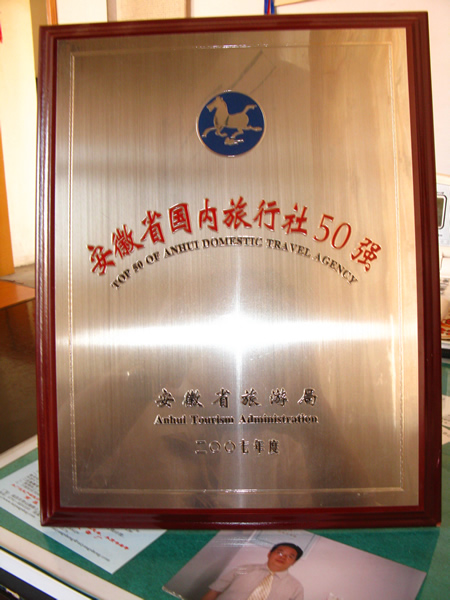 安徽省国内旅行社50强
TOP 50 OF ANHUI DOMESTIC TRAVEL AGENCY
安徽省旅游局
Anhui Tourism Administration
二〇〇七年度